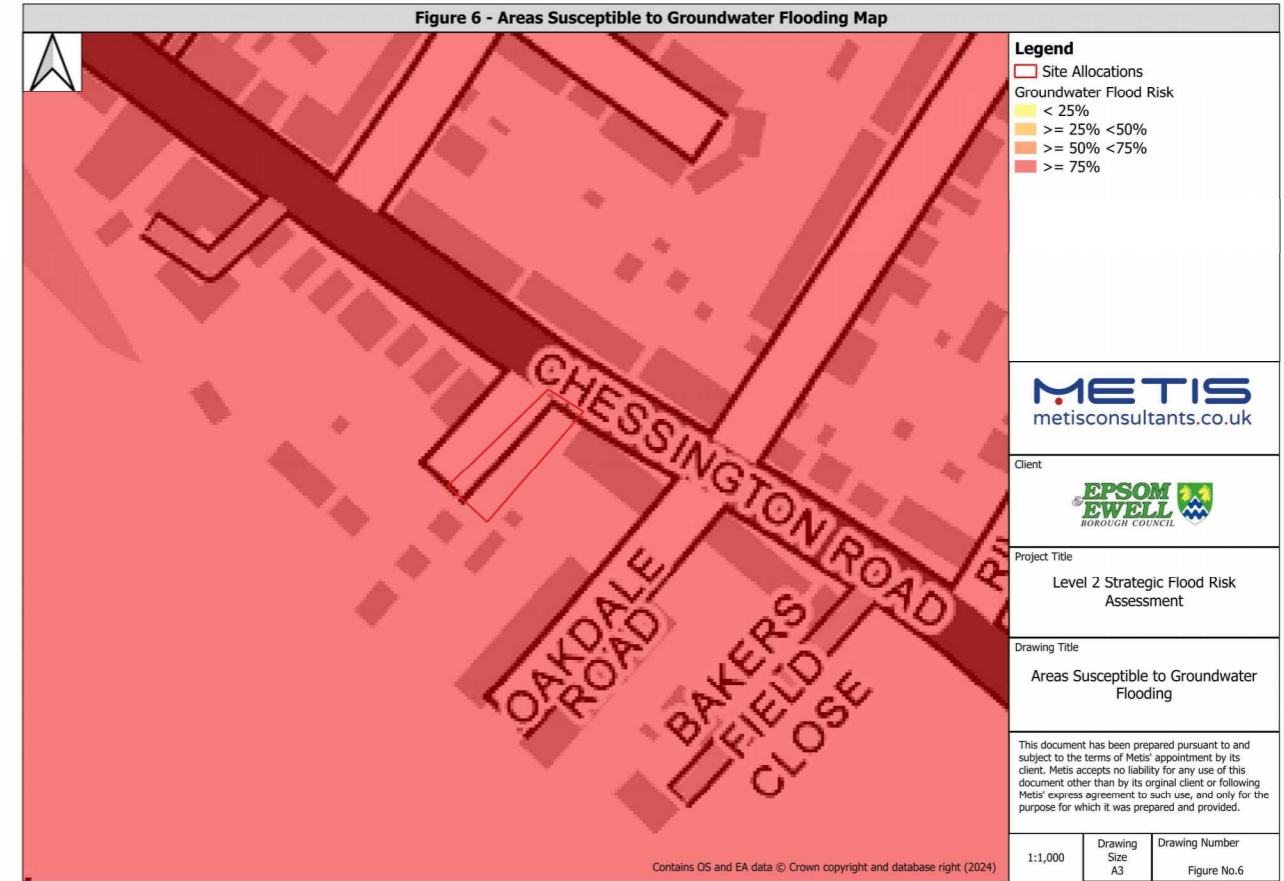 Figure 6 - Areas Susceptible to Groundwater Flooding Map
CHESSINGTON ROAD
OAKDALE
ROAD
BAKERS
FIELD
CLOSE
Contains OS and EA data © Crown copyright and database right (2024)
Legend
Site Allocations
Groundwater Flood Risk
< 25%
>= 25% <50%
>= 50% <75%
>= 75%
METIS
metisconsultants.co.uk
Client
EPSOM
& EWELL
BOROUGH COUNCIL
Project Title
Level 2 Strategic Flood Risk
Assessment
Drawing Title
Areas Susceptible to Groundwater
Flooding
This document has been prepared pursuant to and
subject to the terms of Metis' appointment by its
client. Metis accepts no liability for any use of this
document other than by its orginal client or following
Metis' express agreement to such use, and only for the
purpose for which it was prepared and provided.
1:1,000
Drawing
Size
A3
Drawing Number
Figure No.6